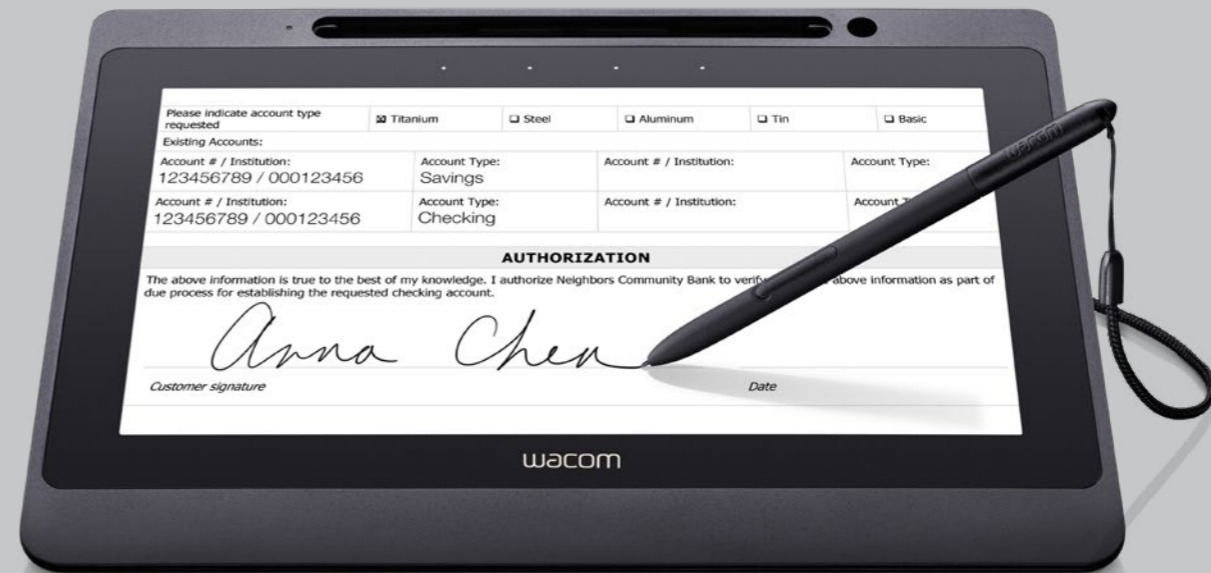 Please indicate account type
requested
☒ Titanium
☐ Steel
☐ Aluminum
☐ Tin
☐ Basic
Existing Accounts:
Account # / Institution:
Account Type:
Account # / Institution:
Account Type:
123456789 / 000123456
Savings
Account # / Institution:
Account Type:
Account # / Institution:
Account
123456789 / 000123456
Checking
AUTHORIZATION
The above information is true to the best of my knowledge. I authorize Neighbors Community Bank to verify above information as part of
due process for establishing the requested checking account.
Anna Chen
Customer signature
Date
wacom
wacom